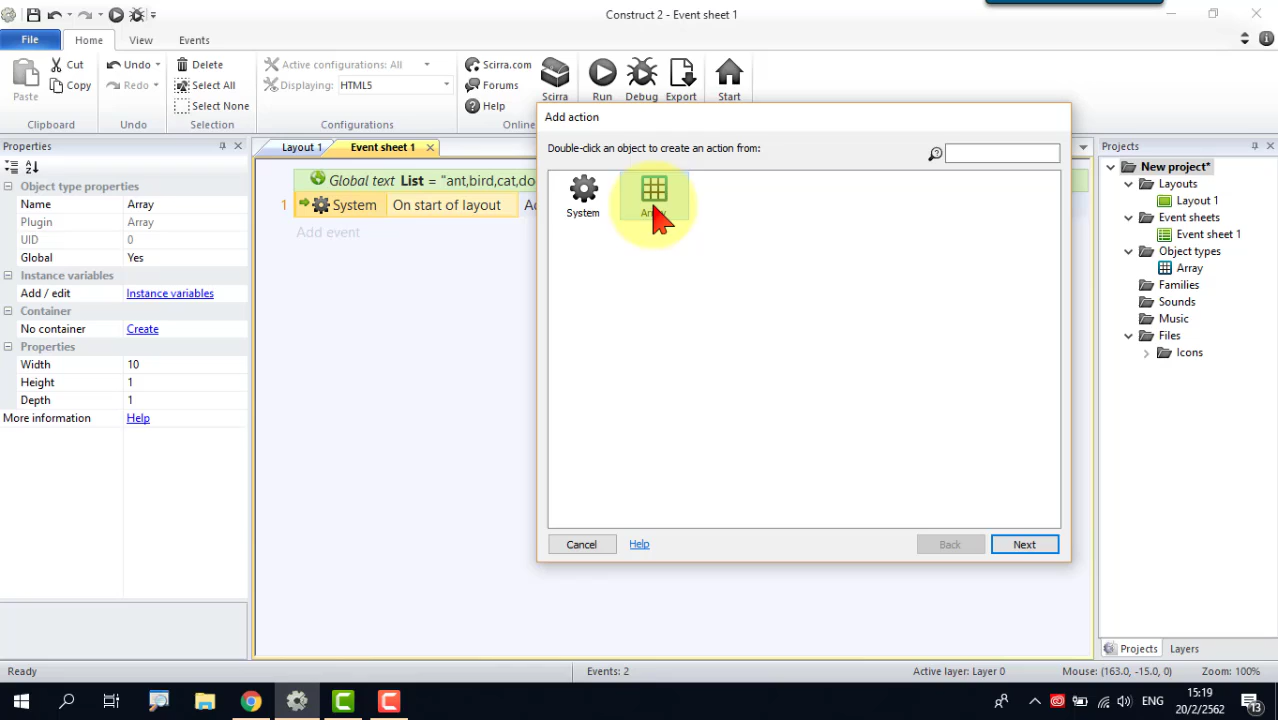 Construct 2 - Event sheet 1
File
Home
View
Events
Paste
Cut
Copy
Clipboard
Undo
Redo
Undo
Delete
Select All
Select None
Selection
Active configurations: All
Displaying: HTML5
Configurations
Scirra.com
Forums
Help
Scirra
Online
Run
Debug
Export
Start
Properties
Object type properties
Name Array
Plugin Array
UID 0
Global Yes
Instance variables
Add / edit Instance variables
Container
No container Create
Properties
Width 10
Height 1
Depth 1
More information Help
Layout 1
Event sheet 1
Global text List = "ant,bird,cat,do
1 System On start of layout
Add event
Add action
Double-click an object to create an action from:
System
Cancel
Help
Back
Next
Projects
New project*
Layouts
Layout 1
Event sheets
Event sheet 1
Object types
Array
Families
Sounds
Music
Files
Icons
Projects
Layers
Ready
Events: 2
Active layer: Layer 0
Mouse: (163.0, -15.0, 0)
Zoom: 100%
ENG
15:19
20/2/2562
13